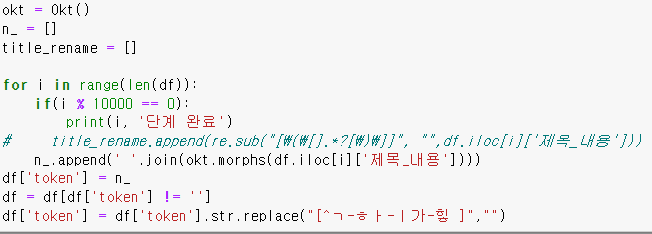 okt = Okt()
n_ = []
title_rename = []
for i in range(len(df)):
    if(i % 10000 == 0):
        print(i, '단계 완료')
#     title_rename.append(re.sub("[₩(₩[].*?[₩)₩]]", "",df.iloc[i]['제목_내용']))
    n_.append(' '.join(okt.morphs(df.iloc[i]['제목_내용'])))
df['token'] = n_
df = df[df['token'] != '']
df['token'] = df['token'].str.replace("[^ㄱ-ㅎㅏ-ㅣ가-힣 ]","")